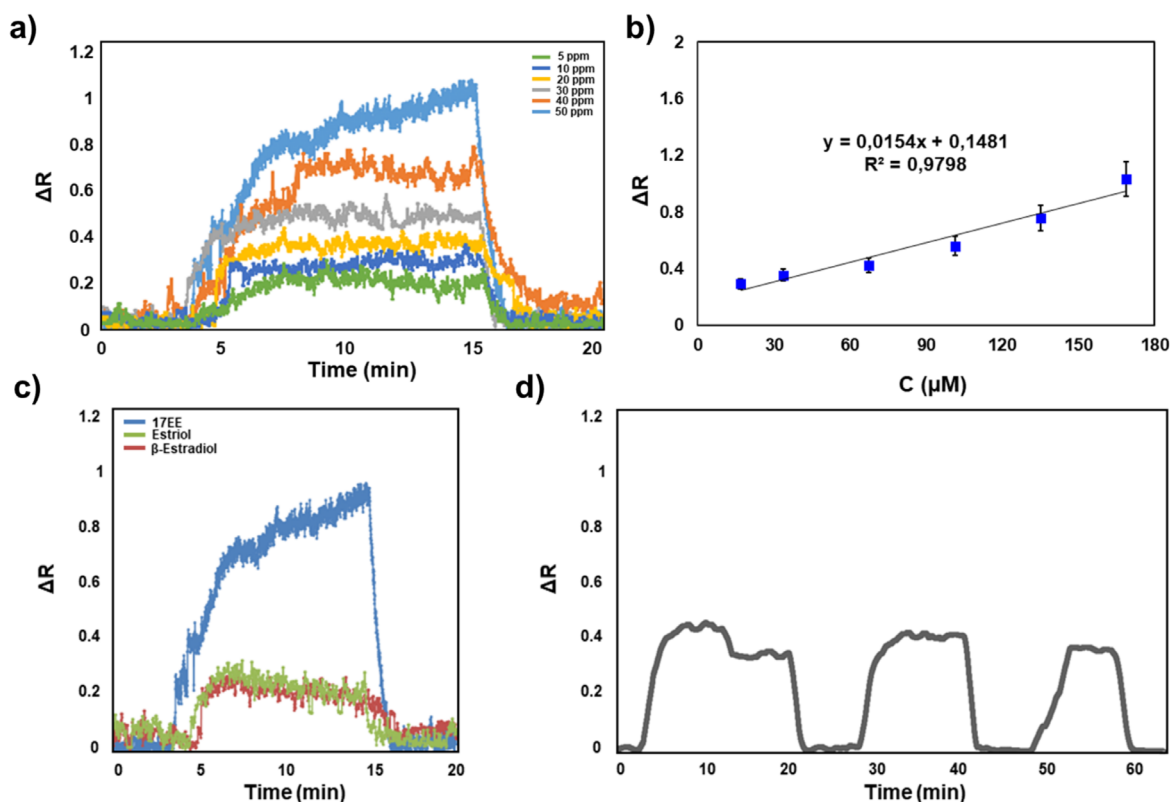 a)
1.2
1
0.8
0.6
0.4
0.2
0
ΔR
5 ppm
10 ppm
20 ppm
30 ppm
40 ppm
50 ppm
0 5 10 15 20
Time (min)
b)
2
1.6
1.2
0.8
0.4
0
ΔR
y = 0,0154x + 0,1481
R² = 0,9798
0 30 60 90 120 150 180
C (µM)
c)
1.2
1
0.8
0.6
0.4
0.2
0
ΔR
17EE
Estriol
β-Estradiol
0 5 10 15 20
Time (min)
d)
1.2
1
0.8
0.6
0.4
0.2
0
ΔR
0 10 20 30 40 50 60
Time (min)